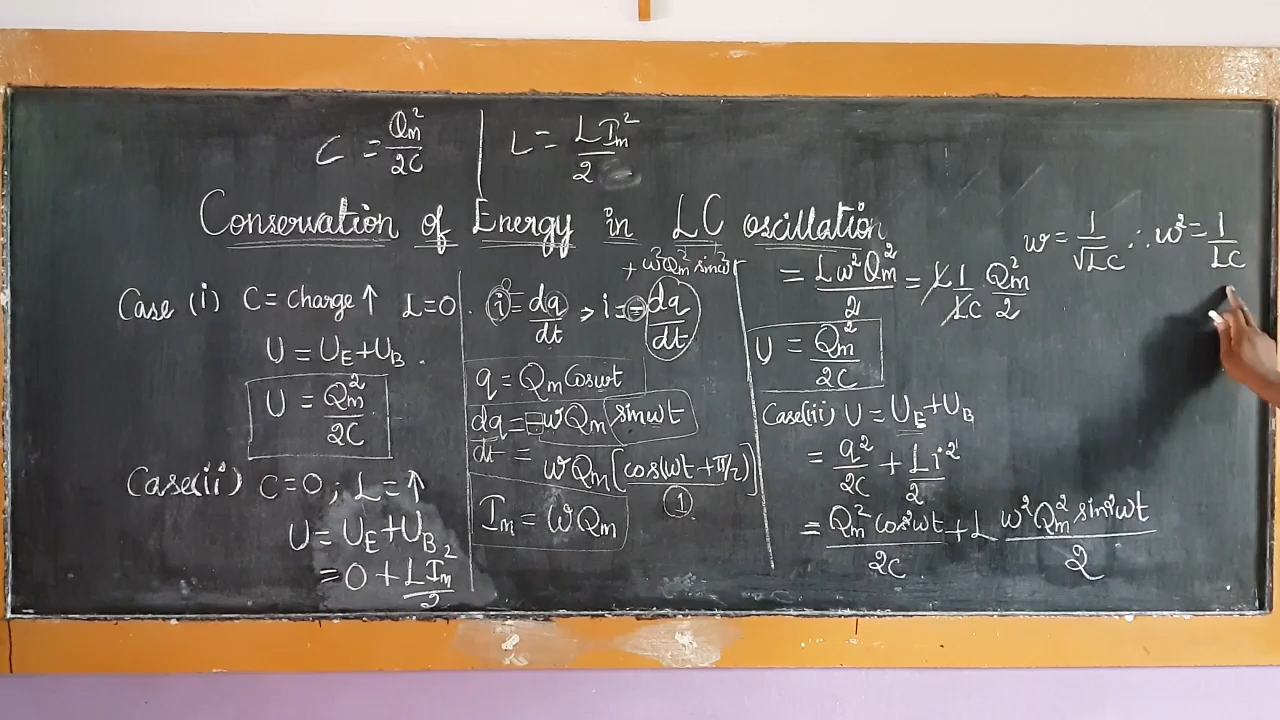 C = Qm²/2C | L = LIm²/2
Conservation of Energy in LC oscillation
Case (i) C = Charge ↑ L=0.
U = UE + UB.
U = Qm²/2C
Case(ii) C=0; L=↑
U = UE + UB
= 0 + LIm²/2
+ ω²Qm² sin²ω
i = dq/dt ⇒ i = - dq/dt
q = Qm Cosωt
dq/dt = -ωQm sinωt
= ωQm [cos(ωt + π/2)]
①
Im = ωQm
= Lω²Qm²/2 = L 1/LC Qm²/2
ω = 1/√LC ∴ ω² = 1/LC
U = Qm²/2C
Case(iii) U = UE + UB
= q²/2C + Li²/2
= Qm² cos²ωt/2C + L ω²Qm² sin²ωt/2